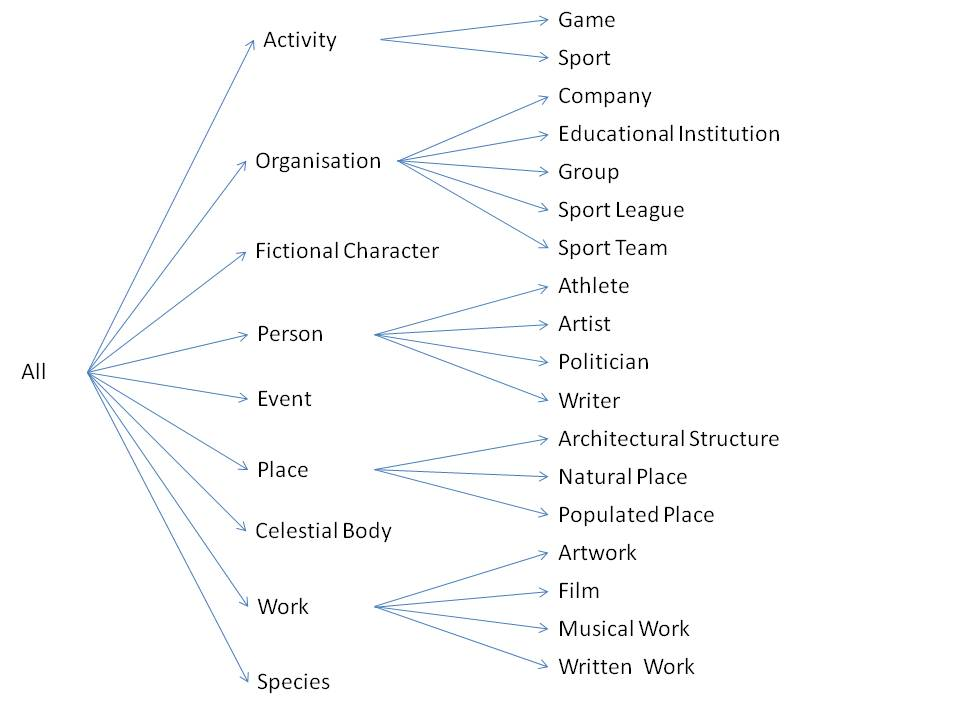 All
Activity
Game
Sport
Organisation
Company
Educational Institution
Group
Sport League
Sport Team
Fictional Character
Person
Athlete
Artist
Politician
Writer
Event
Place
Architectural Structure
Natural Place
Populated Place
Celestial Body
Work
Artwork
Film
Musical Work
Written Work
Species